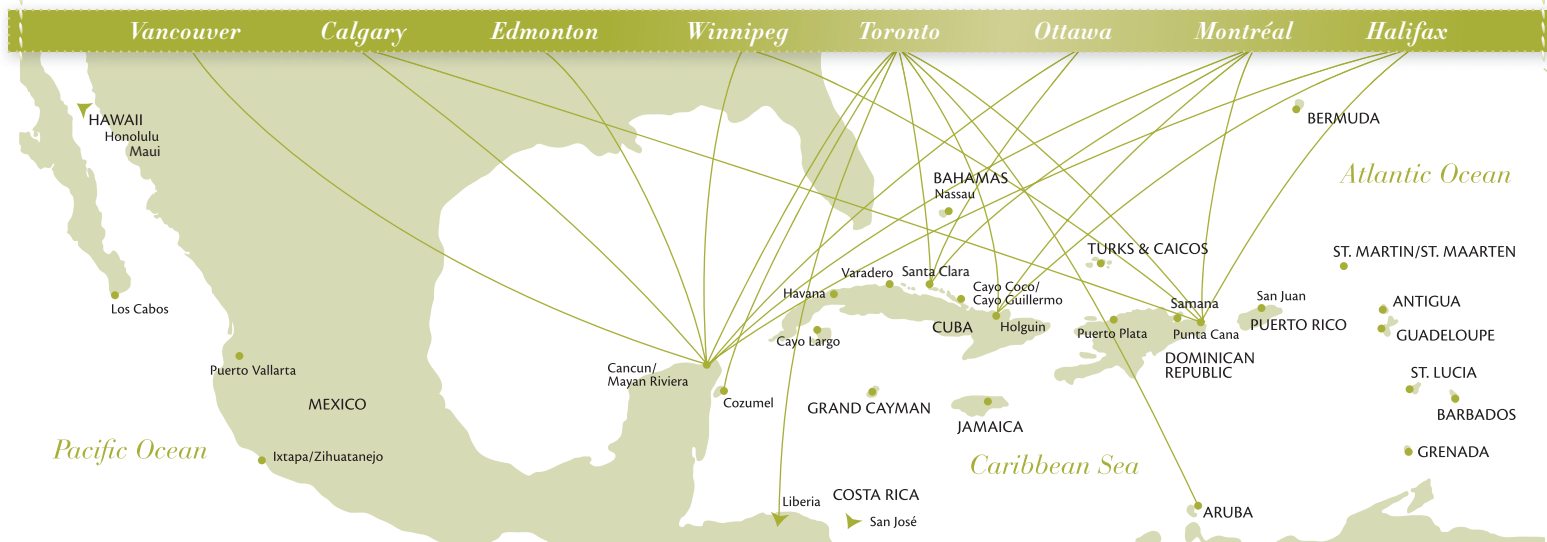 Vancouver Calgary Edmonton Winnipeg Toronto Ottawa Montréal Halifax
HAWAII
Honolulu
Maui
BERMUDA
Atlantic Ocean
BAHAMAS
Nassau
TURKS & CAICOS
ST. MARTIN/ST. MAARTEN
Los Cabos
Havana
Varadero
Santa Clara
Cayo Coco/
Cayo Guillermo
CUBA
Holguin
Cayo Largo
Puerto Plata
Samana
Punta Cana
DOMINICAN
REPUBLIC
San Juan
PUERTO RICO
ANTIGUA
GUADELOUPE
Puerto Vallarta
MEXICO
Cancun/
Mayan Riviera
Cozumel
GRAND CAYMAN
JAMAICA
ST. LUCIA
BARBADOS
Pacific Ocean
Ixtapa/Zihuatanejo
Caribbean Sea
GRENADA
Liberia
COSTA RICA
San José
ARUBA